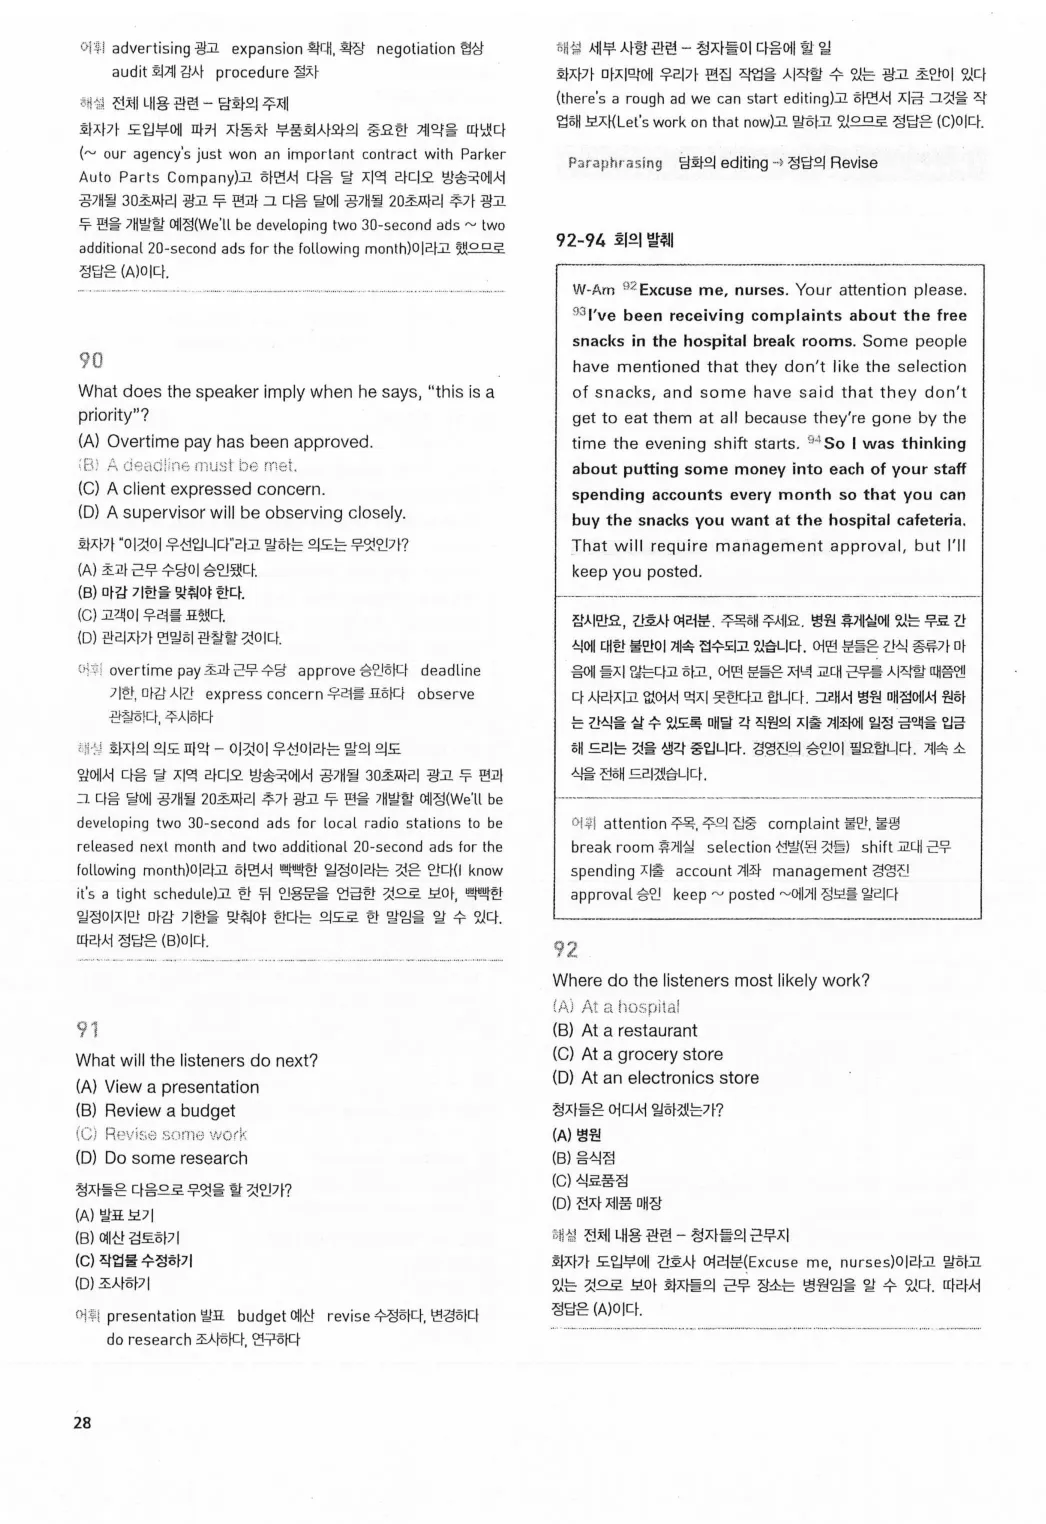 어휘 advertising 광고 expansion 확대, 확장 negotiation 협상
audit 회계 감사 procedure 절차
해설 전체 내용 관련 – 담화의 주제
화자가 도입부에 파커 자동차 부품회사와의 중요한 계약을 따냈다
(~ our agency's just won an important contract with Parker
Auto Parts Company)고 하면서 다음 달 지역 라디오 방송국에서
공개될 30초짜리 광고 두 편과 그 다음 달에 공개될 20초짜리 추가 광고
두 편을 개발할 예정(We'll be developing two 30-second ads ~ two
additional 20-second ads for the following month)이라고 했으므로
정답은 (A)이다.
90
What does the speaker imply when he says, “this is a
priority”?
(A) Overtime pay has been approved.
(B) A deadline must be met.
(C) A client expressed concern.
(D) A supervisor will be observing closely.
화자가 “이것이 우선입니다”라고 말하는 의도는 무엇인가?
(A) 초과 근무 수당이 승인됐다.
(B) 마감 기한을 맞춰야 한다.
(C) 고객이 우려를 표했다.
(D) 관리자가 면밀히 관찰할 것이다.
어휘 overtime pay 초과 근무 수당 approve 승인하다 deadline
기한, 마감 시간 express concern 우려를 표하다 observe
관찰하다, 주시하다
해설 화자의 의도 파악 – 이것이 우선이라는 말의 의도
앞에서 다음 달 지역 라디오 방송국에서 공개될 30초짜리 광고 두 편과
그 다음 달에 공개될 20초짜리 추가 광고 두 편을 개발할 예정(We'll be
developing two 30-second ads for local radio stations to be
released next month and two additional 20-second ads for the
following month)이라고 하면서 빡빡한 일정이라는 것은 안다(I know
it's a tight schedule)고 한 뒤 인용문을 언급한 것으로 보아, 빡빡한
일정이지만 마감 기한을 맞춰야 한다는 의도로 한 말임을 알 수 있다.
따라서 정답은 (B)이다.
91
What will the listeners do next?
(A) View a presentation
(B) Review a budget
(C) Revise some work
(D) Do some research
청자들은 다음으로 무엇을 할 것인가?
(A) 발표 보기
(B) 예산 검토하기
(C) 작업물 수정하기
(D) 조사하기
어휘 presentation 발표 budget 예산 revise 수정하다, 변경하다
do research 조사하다, 연구하다
28
해설 세부 사항 관련 – 청자들이 다음에 할 일
화자가 마지막에 우리가 편집 작업을 시작할 수 있는 광고 초안이 있다
(there's a rough ad we can start editing)고 하면서 지금 그것을 작
업해 보자(Let's work on that now)고 말하고 있으므로 정답은 (C)이다.
Paraphrasing 담화의 editing → 정답의 Revise
92-94 회의 발췌
W-Am 92Excuse me, nurses. Your attention please.
93I've been receiving complaints about the free
snacks in the hospital break rooms. Some people
have mentioned that they don't like the selection
of snacks, and some have said that they don't
get to eat them at all because they're gone by the
time the evening shift starts. 94So I was thinking
about putting some money into each of your staff
spending accounts every month so that you can
buy the snacks you want at the hospital cafeteria.
That will require management approval, but I'll
keep you posted.
잠시만요, 간호사 여러분. 주목해 주세요. 병원 휴게실에 있는 무료 간
식에 대한 불만이 계속 접수되고 있습니다. 어떤 분들은 간식 종류가 마
음에 들지 않는다고 하고, 어떤 분들은 저녁 교대 근무를 시작할 때쯤엔
다 사라지고 없어서 먹지 못한다고 합니다. 그래서 병원 매점에서 원하
는 간식을 살 수 있도록 매달 각 직원의 지출 계좌에 일정 금액을 입금
해 드리는 것을 생각 중입니다. 경영진의 승인이 필요합니다. 계속 소
식을 전해 드리겠습니다.
어휘 attention 주목, 주의 집중 complaint 불만, 불평
break room 휴게실 selection 선발(된 것들) shift 교대 근무
spending 지출 account 계좌 management 경영진
approval 승인 keep ~ posted ~에게 정보를 알리다
92
Where do the listeners most likely work?
(A) At a hospital
(B) At a restaurant
(C) At a grocery store
(D) At an electronics store
청자들은 어디서 일하겠는가?
(A) 병원
(B) 음식점
(C) 식료품점
(D) 전자 제품 매장
해설 전체 내용 관련 – 청자들의 근무지
화자가 도입부에 간호사 여러분(Excuse me, nurses)이라고 말하고
있는 것으로 보아 화자들의 근무 장소는 병원임을 알 수 있다. 따라서
정답은 (A)이다.